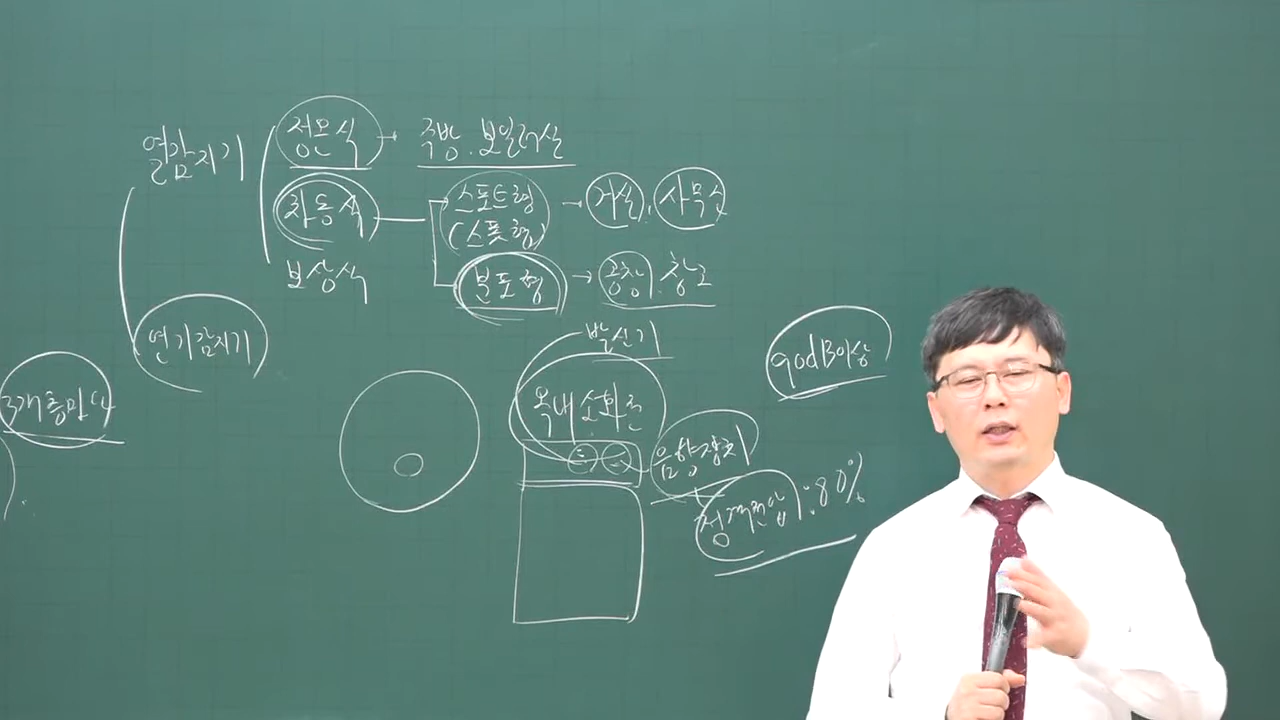 열감지기
정온식 → 주방.보일러실
차동식
스포트형
(스폿형)
→ 거실, 사무실
보상식
분포형 → 공장, 창고
연기감지기
발신기
3개층마다
옥내소화전
90dB이상
음향장치
정격전압:80%